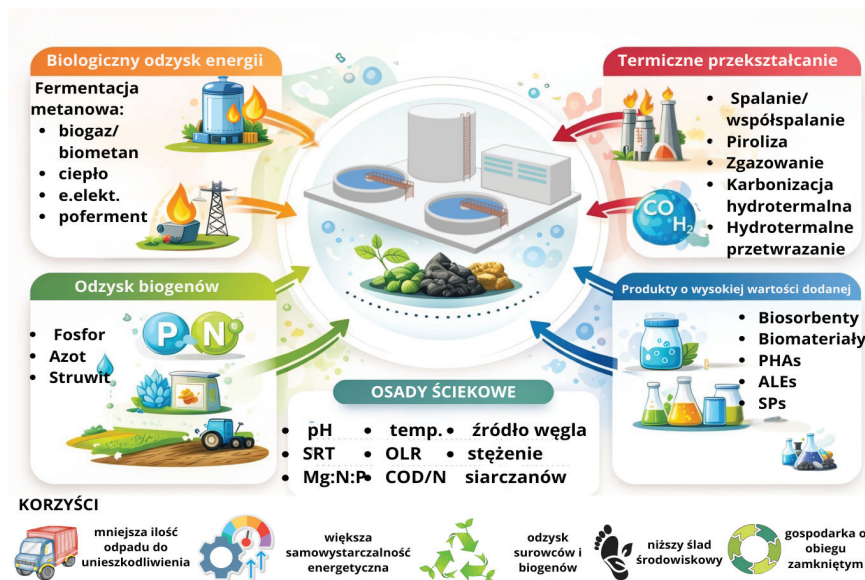 Biologiczny odzysk energii
Fermentacja
metanowa:
• biogaz/
biometan
• ciepło
• e.elekt.
• poferment
Termiczne przekształcanie
• Spalanie/
współspalanie
• Piroliza
• Zgazowanie
• Karbonizacja
hydrotermalna
• Hydrotermalne
przetwrazanie
CO
H₂
Odzysk biogenów
• Fosfor
• Azot
• Struwit
P N
Produkty o wysokiej wartości dodanej
• Biosorbenty
• Biomateriały
• PHAs
• ALEs
• SPs
OSADY ŚCIEKOWE
• pH • temp. • źródło węgla
• SRT • OLR • stężenie
• Mg:N:P • COD/N siarczanów
KORZYŚCI
mniejsza ilość
odpadu do
unieszkodliwienia
większa
samowystarczalność
energetyczna
odzysk
surowców i
biogenów
niższy ślad
środowiskowy
gospodarka o
obiegu
zamkniętym